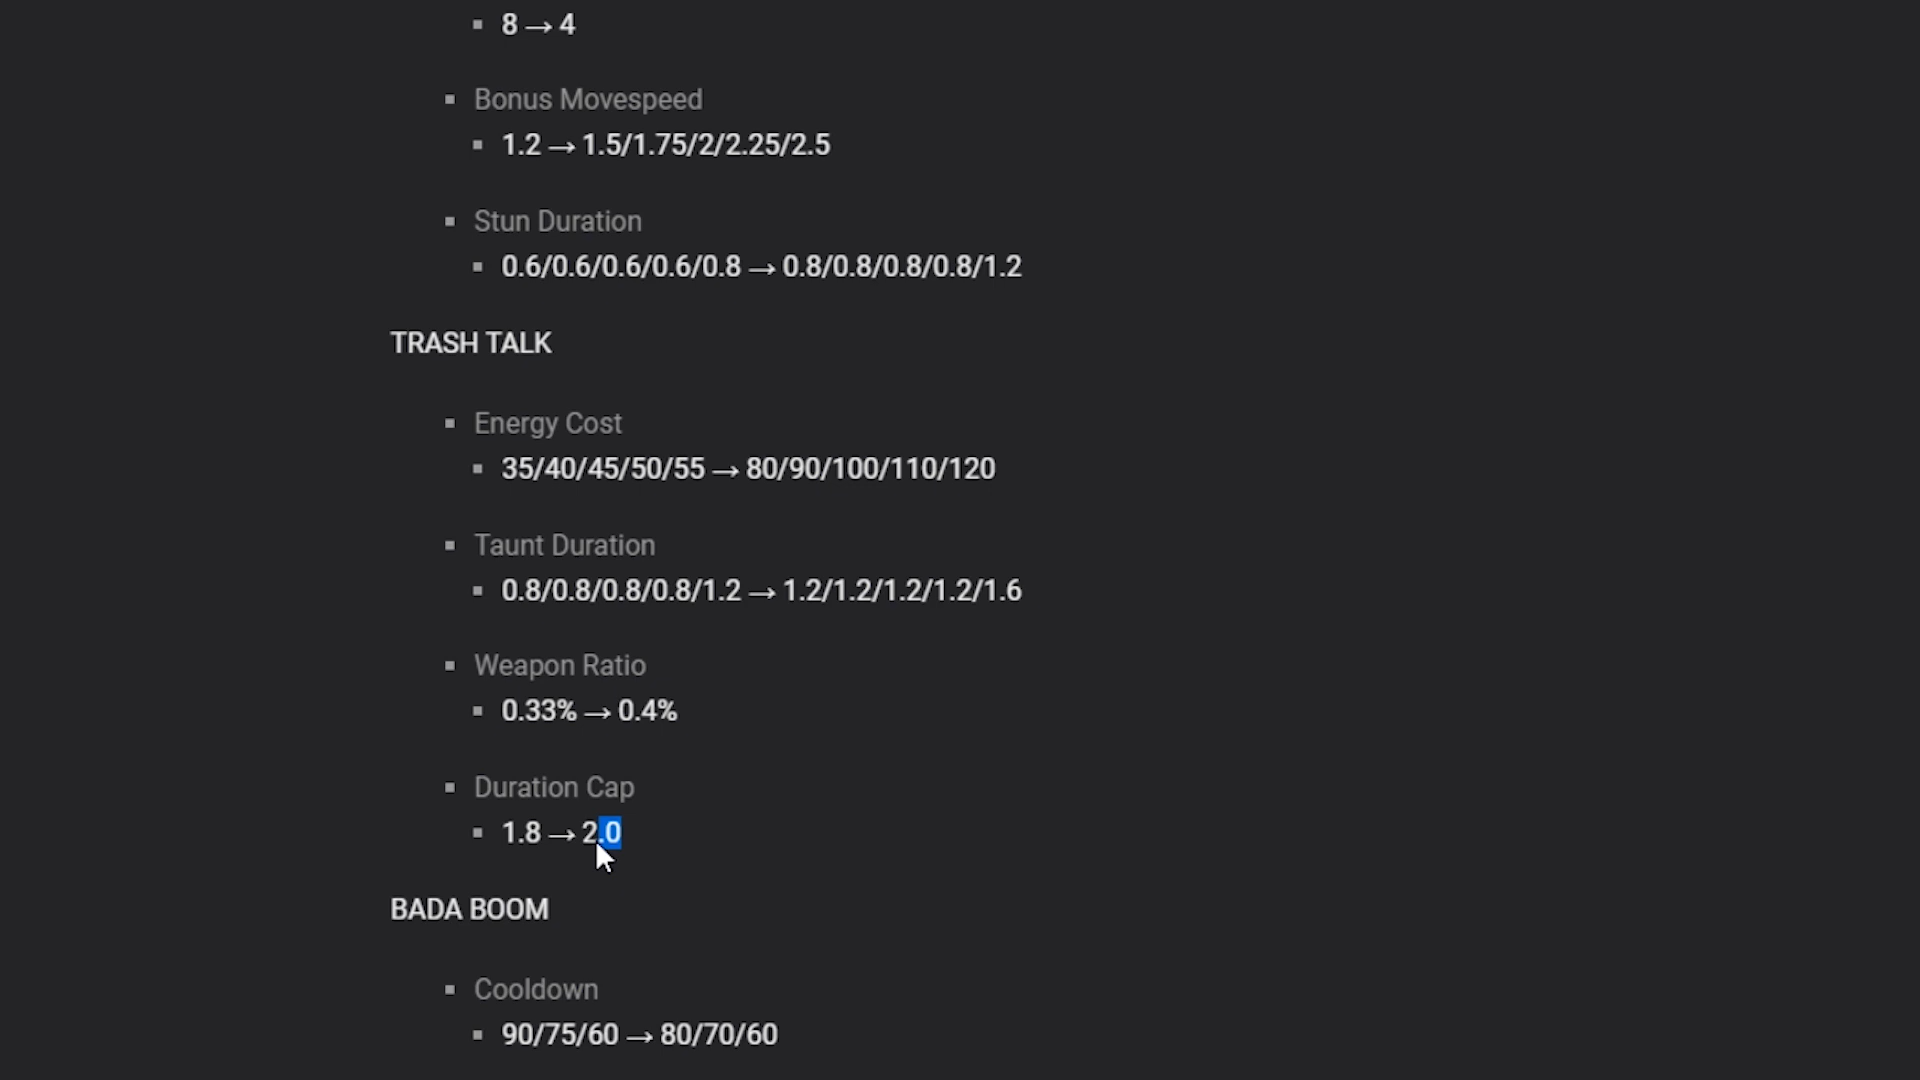 8 → 4
Bonus Movespeed
1.2 → 1.5/1.75/2/2.25/2.5
Stun Duration
0.6/0.6/0.6/0.6/0.8 → 0.8/0.8/0.8/0.8/1.2
TRASH TALK
Energy Cost
35/40/45/50/55 → 80/90/100/110/120
Taunt Duration
0.8/0.8/0.8/0.8/1.2 → 1.2/1.2/1.2/1.2/1.6
Weapon Ratio
0.33% → 0.4%
Duration Cap
1.8 → 2.0
BADA BOOM
Cooldown
90/75/60 → 80/70/60